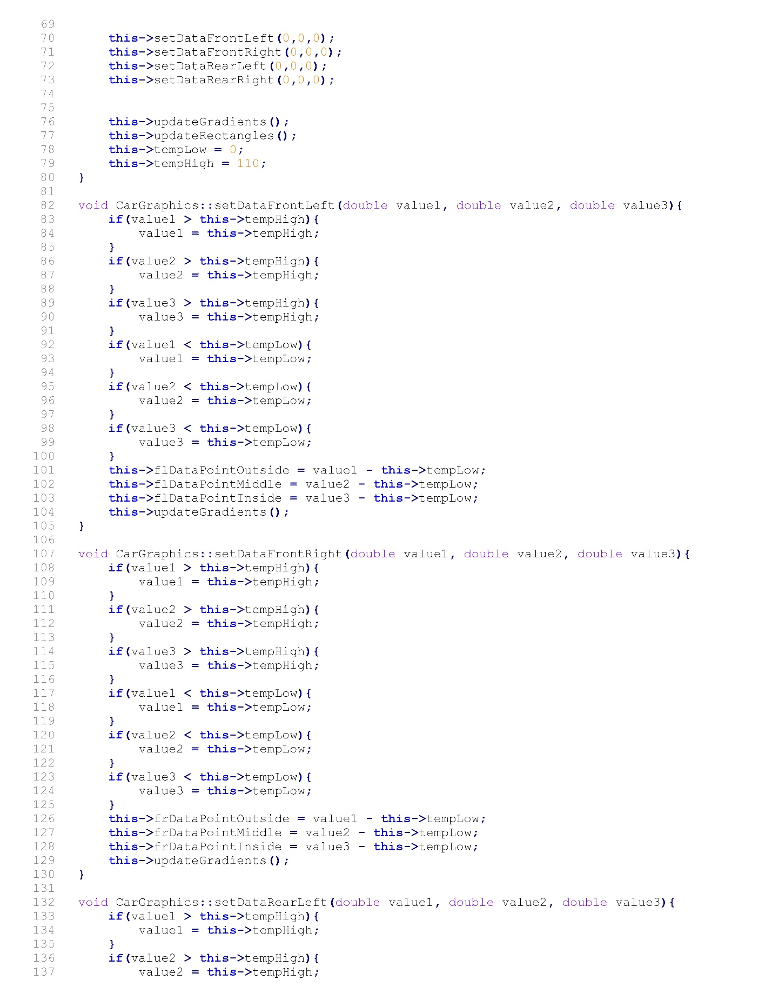 69
70 this->setDataFrontLeft(0,0,0);
71 this->setDataFrontRight(0,0,0);
72 this->setDataRearLeft(0,0,0);
73 this->setDataRearRight(0,0,0);
74
75
76 this->updateGradients();
77 this->updateRectangles();
78 this->tempLow = 0;
79 this->tempHigh = 110;
80 }
81
82 void CarGraphics::setDataFrontLeft(double value1, double value2, double value3){
83 if(value1 > this->tempHigh){
84 value1 = this->tempHigh;
85 }
86 if(value2 > this->tempHigh){
87 value2 = this->tempHigh;
88 }
89 if(value3 > this->tempHigh){
90 value3 = this->tempHigh;
91 }
92 if(value1 < this->tempLow){
93 value1 = this->tempLow;
94 }
95 if(value2 < this->tempLow){
96 value2 = this->tempLow;
97 }
98 if(value3 < this->tempLow){
99 value3 = this->tempLow;
100 }
101 this->flDataPointOutside = value1 - this->tempLow;
102 this->flDataPointMiddle = value2 - this->tempLow;
103 this->flDataPointInside = value3 - this->tempLow;
104 this->updateGradients();
105 }
106
107 void CarGraphics::setDataFrontRight(double value1, double value2, double value3){
108 if(value1 > this->tempHigh){
109 value1 = this->tempHigh;
110 }
111 if(value2 > this->tempHigh){
112 value2 = this->tempHigh;
113 }
114 if(value3 > this->tempHigh){
115 value3 = this->tempHigh;
116 }
117 if(value1 < this->tempLow){
118 value1 = this->tempLow;
119 }
120 if(value2 < this->tempLow){
121 value2 = this->tempLow;
122 }
123 if(value3 < this->tempLow){
124 value3 = this->tempLow;
125 }
126 this->frDataPointOutside = value1 - this->tempLow;
127 this->frDataPointMiddle = value2 - this->tempLow;
128 this->frDataPointInside = value3 - this->tempLow;
129 this->updateGradients();
130 }
131
132 void CarGraphics::setDataRearLeft(double value1, double value2, double value3){
133 if(value1 > this->tempHigh){
134 value1 = this->tempHigh;
135 }
136 if(value2 > this->tempHigh){
137 value2 = this->tempHigh;